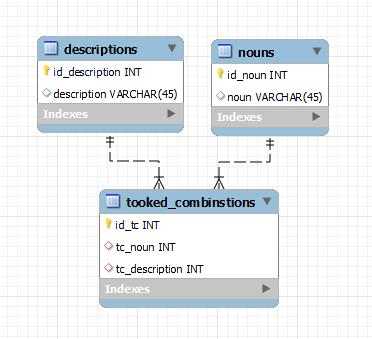 descriptions
id_description INT
description VARCHAR(45)
Indexes
nouns
id_noun INT
noun VARCHAR(45)
Indexes
tooked_combinstions
id_tc INT
tc_noun INT
tc_description INT
Indexes